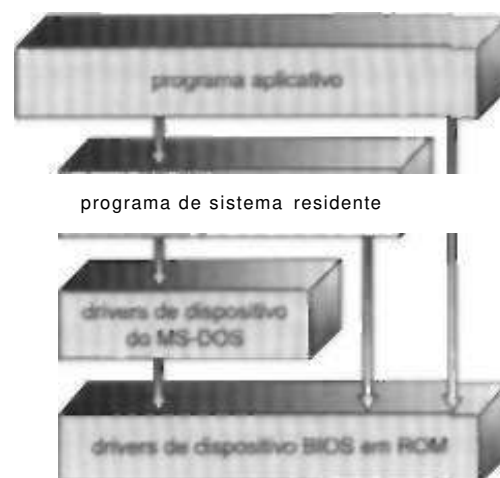 programa aplicativo
programa de sistema residente
drivers de dispositivo
do MS-DOS
drivers de dispositivo BIOS em ROM